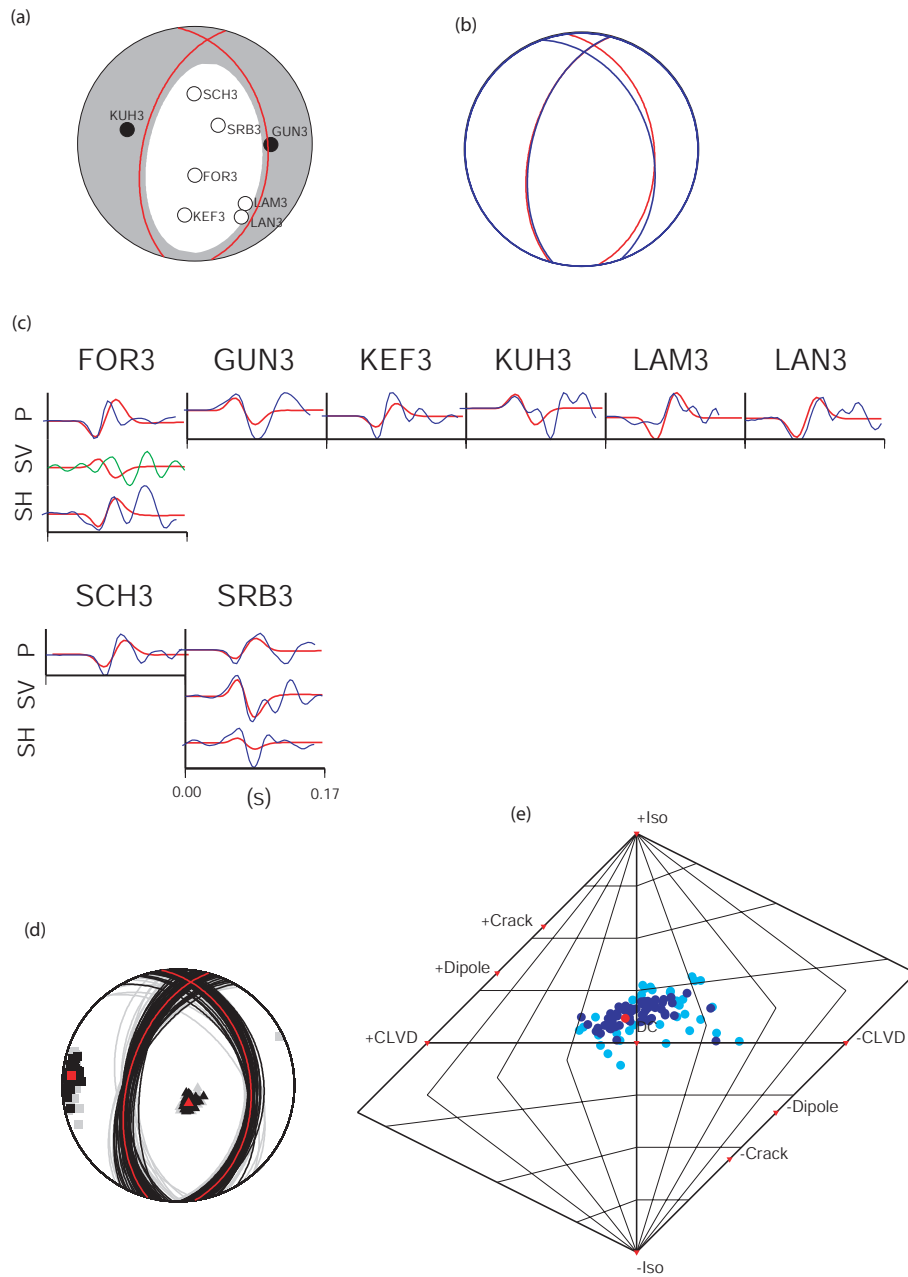 (a)
(b)
SCH3
KUH3
SRB3
GUN3
FOR3
LAM3
KEF3
LAN3
(c)
FOR3 GUN3 KEF3 KUH3 LAM3 LAN3
P
SV
SH
SCH3 SRB3
P
SV
SH
0.00 (s) 0.17
(e)
+Iso
+Crack
(d)
+Dipole
DC
+CLVD
-CLVD
-Dipole
-Crack
-Iso